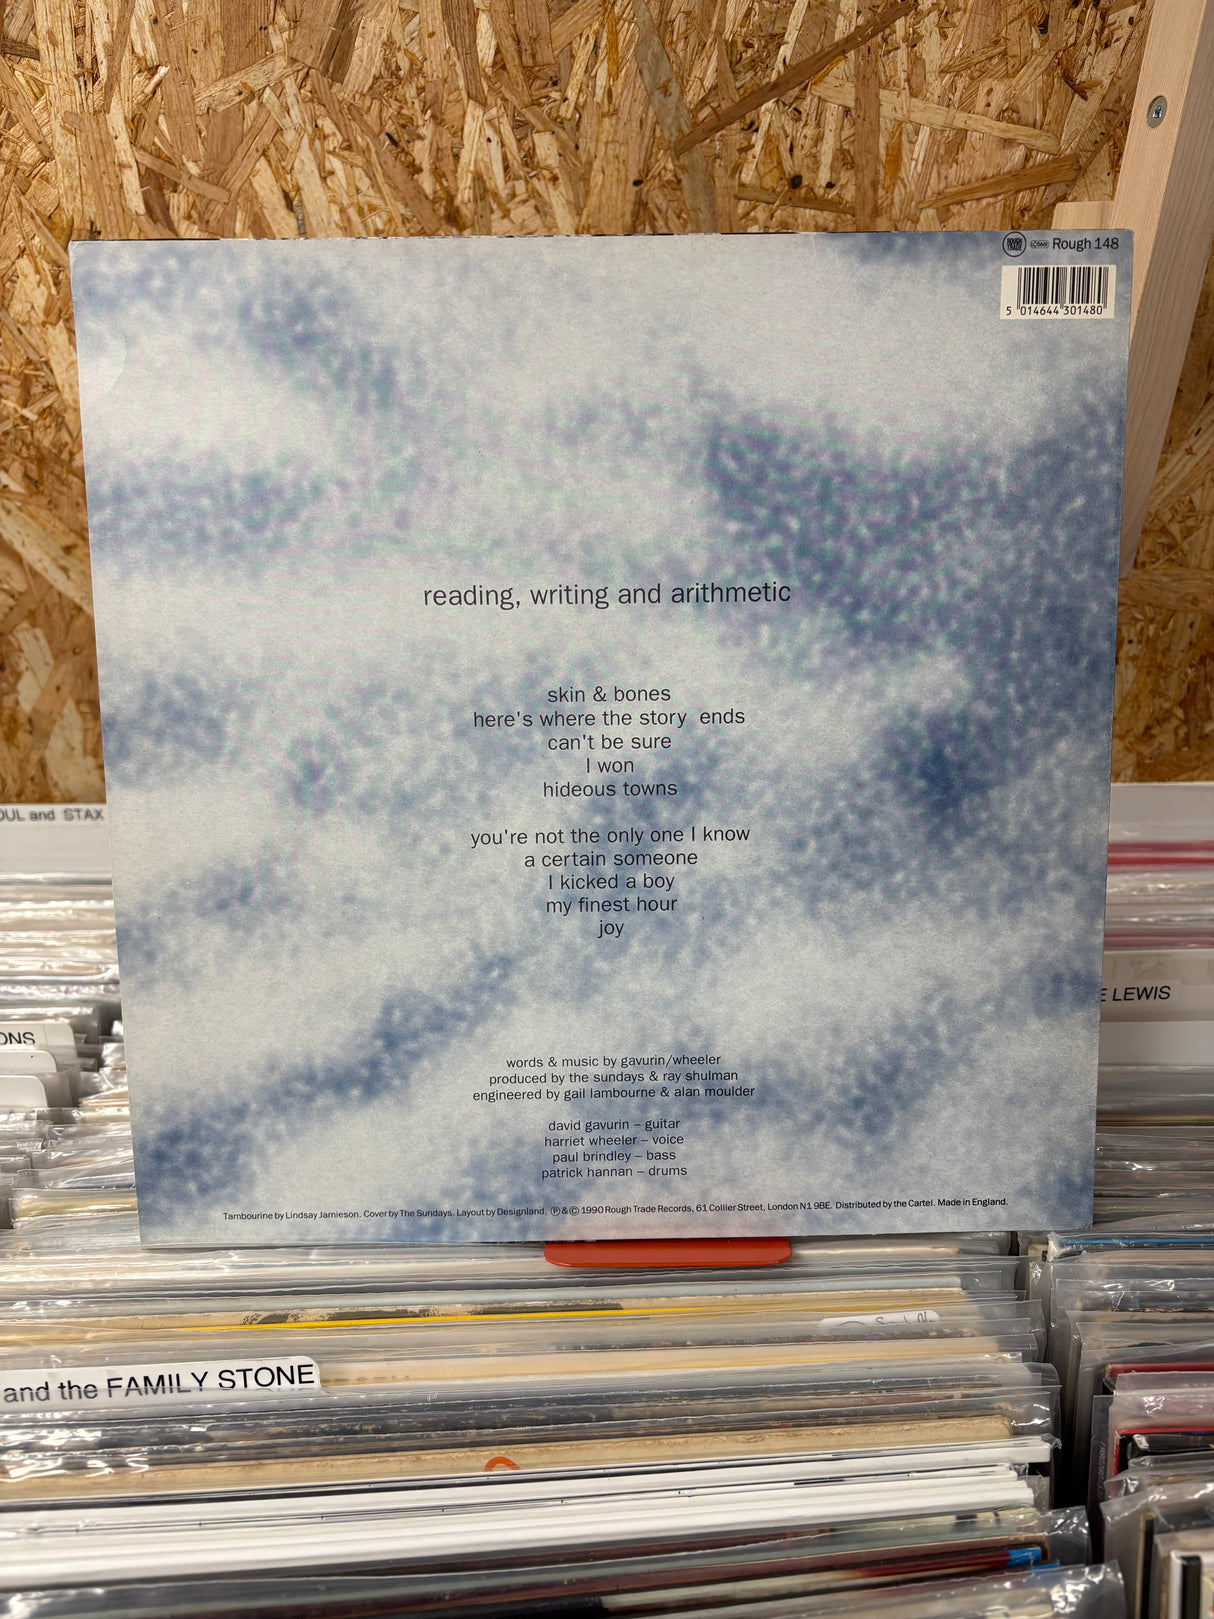 ROUGH TRADE
Rough 148
5 014644 301480
reading, writing and arithmetic
skin & bones
here's where the story ends
can't be sure
I won
hideous towns
you're not the only one I know
a certain someone
I kicked a boy
my finest hour
joy
words & music by gavurin/wheeler
produced by the sundays & ray shulman
engineered by gail lambourne & alan moulder
david gavurin – guitar
harriet wheeler – voice
paul brindley – bass
patrick hannan – drums
Tambourine by Lindsay Jamieson. Cover by The Sundays. Layout by Designland. Ⓟ & © 1990 Rough Trade Records, 61 Collier Street, London N1 9BE. Distributed by the Cartel. Made in England.
and STAX
LEWIS
and the FAMILY STONE